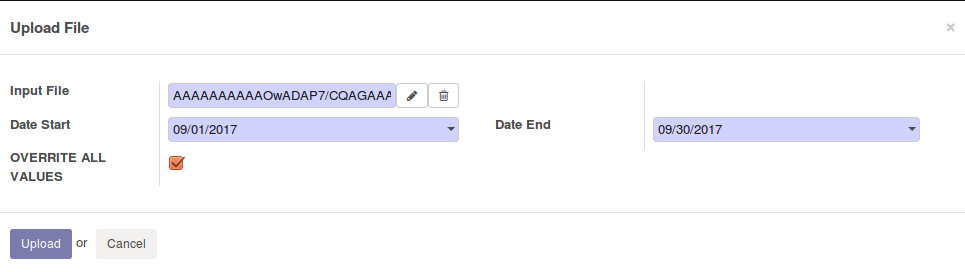 Upload File ×
Input File AAAAAAAAAAOwADAP7/CQAGAAA
Date Start 09/01/2017 Date End 09/30/2017
OVERRITE ALL
VALUES
Upload or Cancel